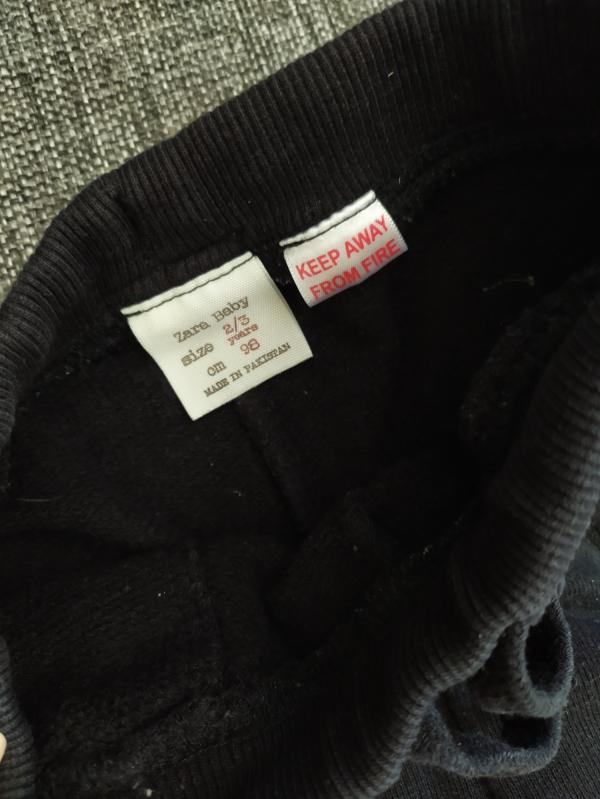 Zara Baby
size 2/3
years
cm 98
MADE IN PAKISTAN
KEEP AWAY
FROM FIRE